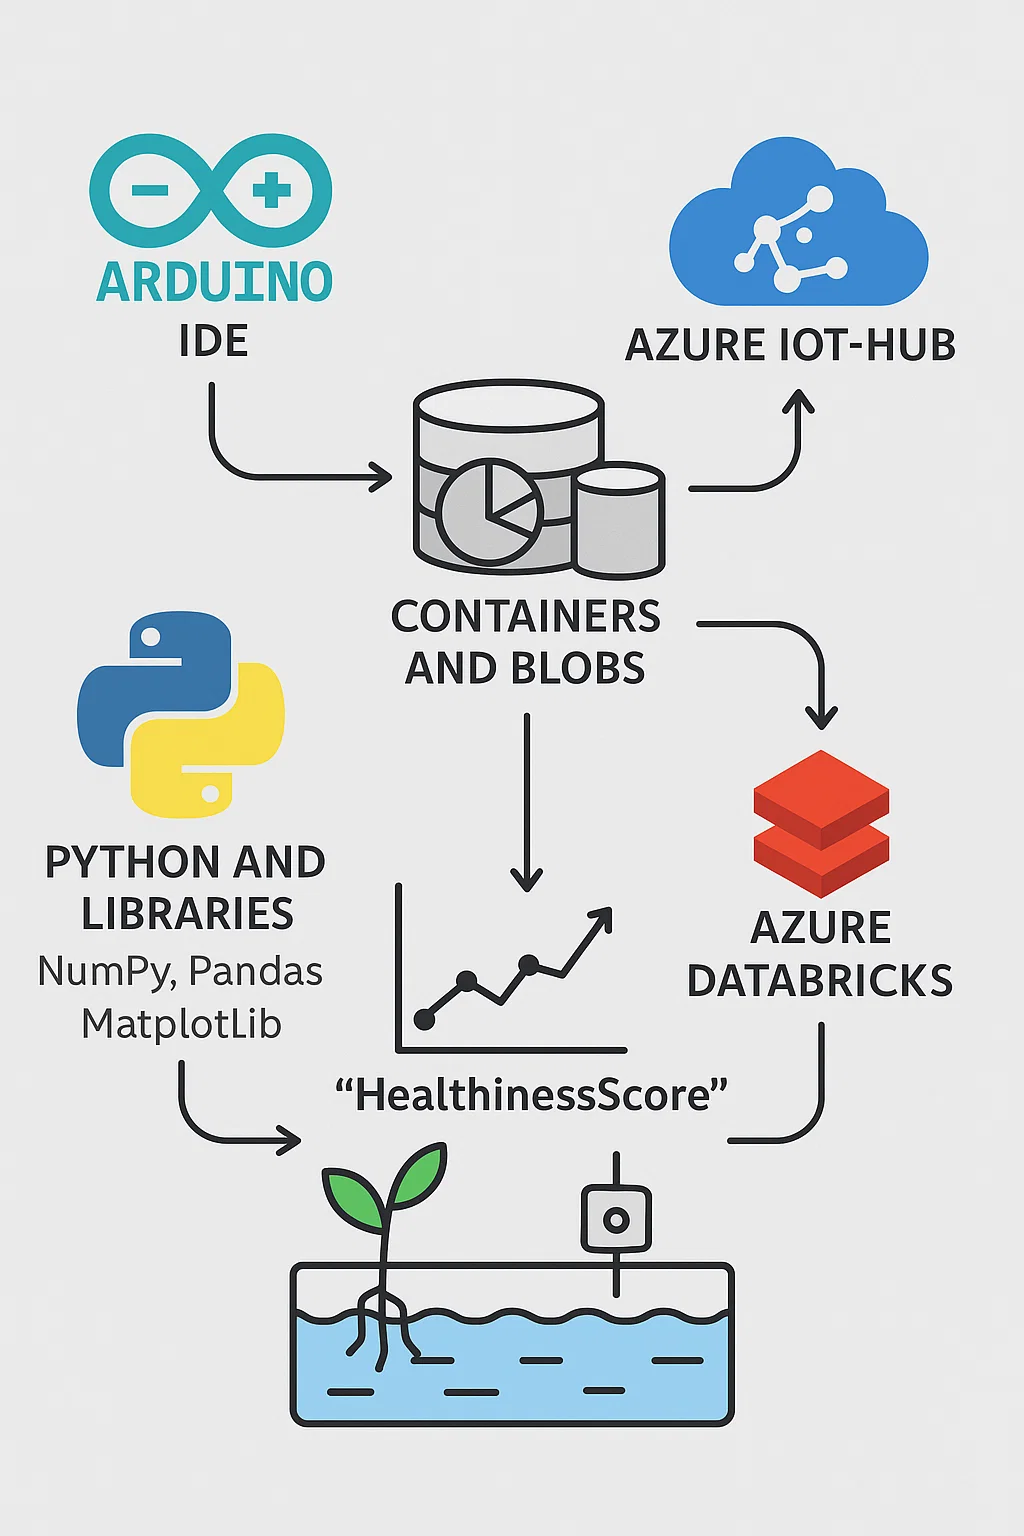 ARDUINO
IDE
AZURE IOT-HUB
CONTAINERS
AND BLOBS
PYTHON AND
LIBRARIES
NumPy, Pandas
MatplotLib
AZURE
DATABRICKS
“HealthinessScore”